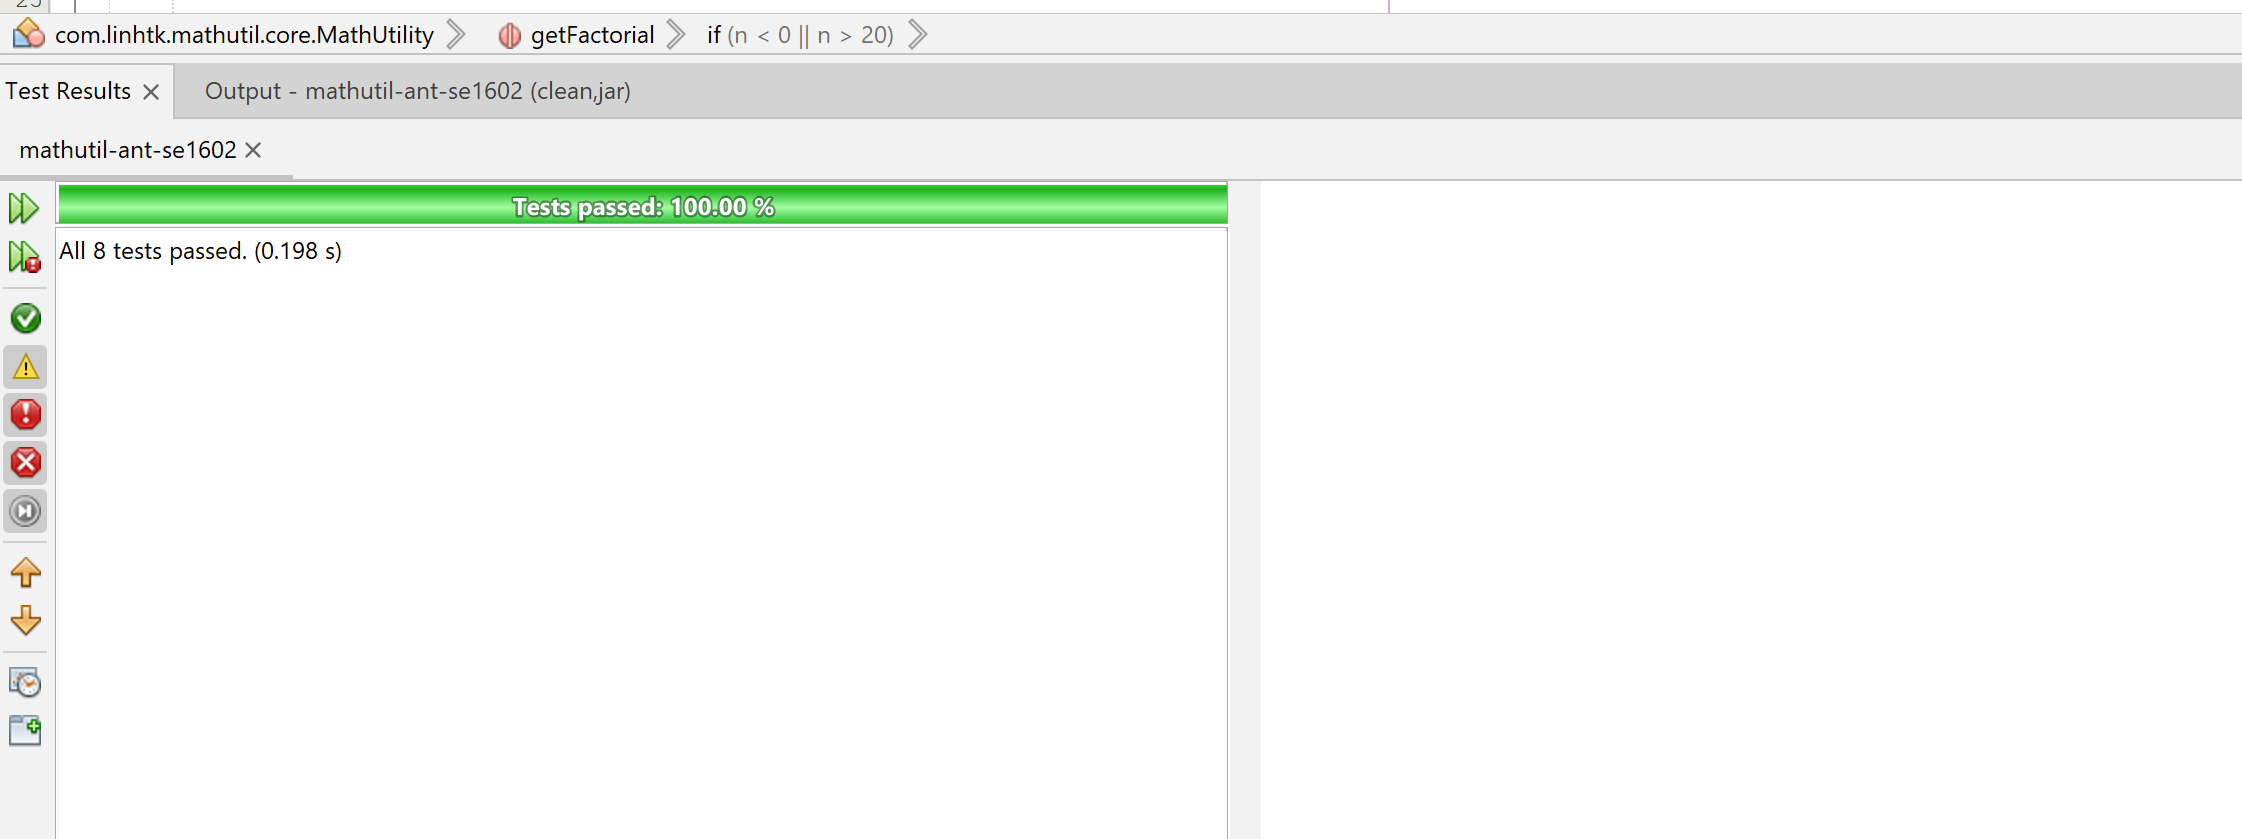 25
com.linhtk.mathutil.core.MathUtility getFactorial if (n < 0 || n > 20)
Test Results Output - mathutil-ant-se1602 (clean,jar)
mathutil-ant-se1602
Tests passed: 100.00 %
All 8 tests passed. (0.198 s)